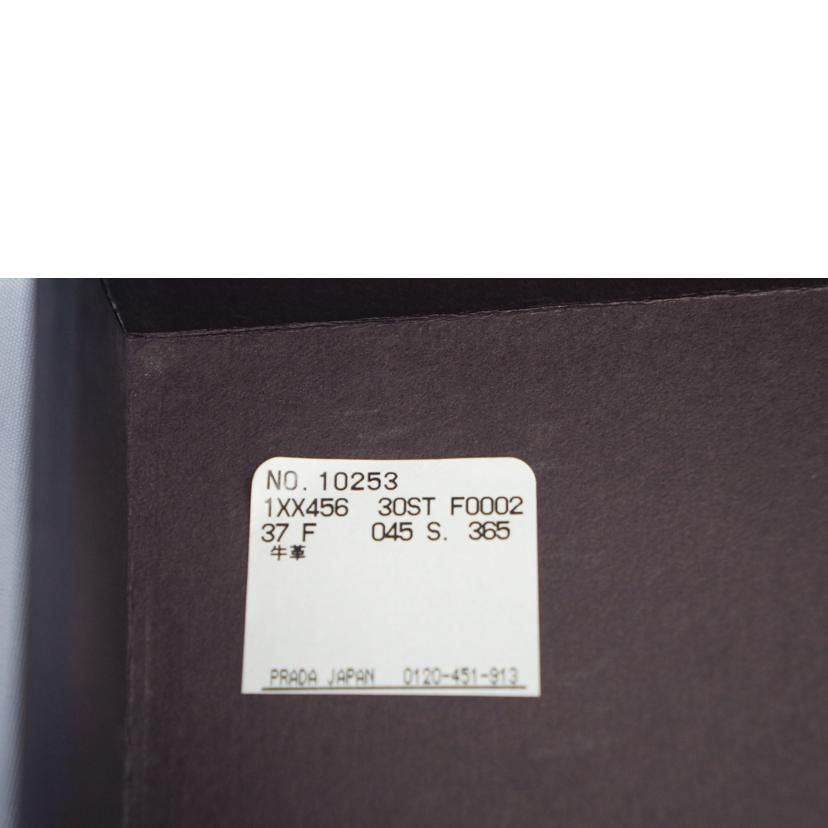 NO. 10253
1XX456 30ST F0002
37 F 045 S. 365
牛革
PRADA JAPAN 0120-451-913